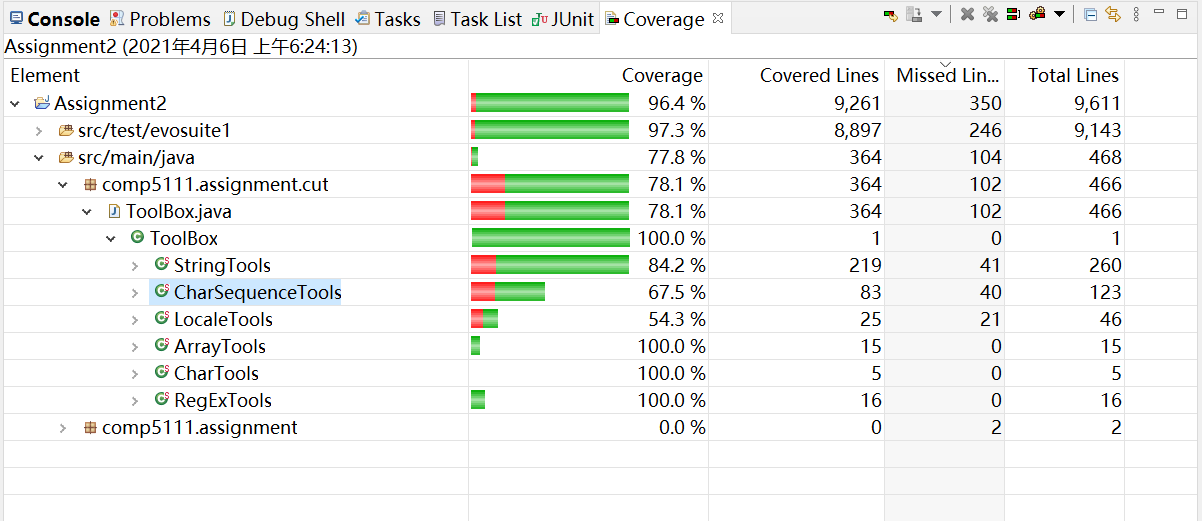 Console Problems Debug Shell Tasks Task List JUnit Coverage
Assignment2 (2021年4月6日 上午6:24:13)
Element Coverage Covered Lines Missed Lin... Total Lines
Assignment2 96.4 % 9,261 350 9,611
src/test/evosuite1 97.3 % 8,897 246 9,143
src/main/java 77.8 % 364 104 468
comp5111.assignment.cut 78.1 % 364 102 466
ToolBox.java 78.1 % 364 102 466
ToolBox 100.0 % 1 0 1
StringTools 84.2 % 219 41 260
CharSequenceTools 67.5 % 83 40 123
LocaleTools 54.3 % 25 21 46
ArrayTools 100.0 % 15 0 15
CharTools 100.0 % 5 0 5
RegExTools 100.0 % 16 0 16
comp5111.assignment 0.0 % 0 2 2